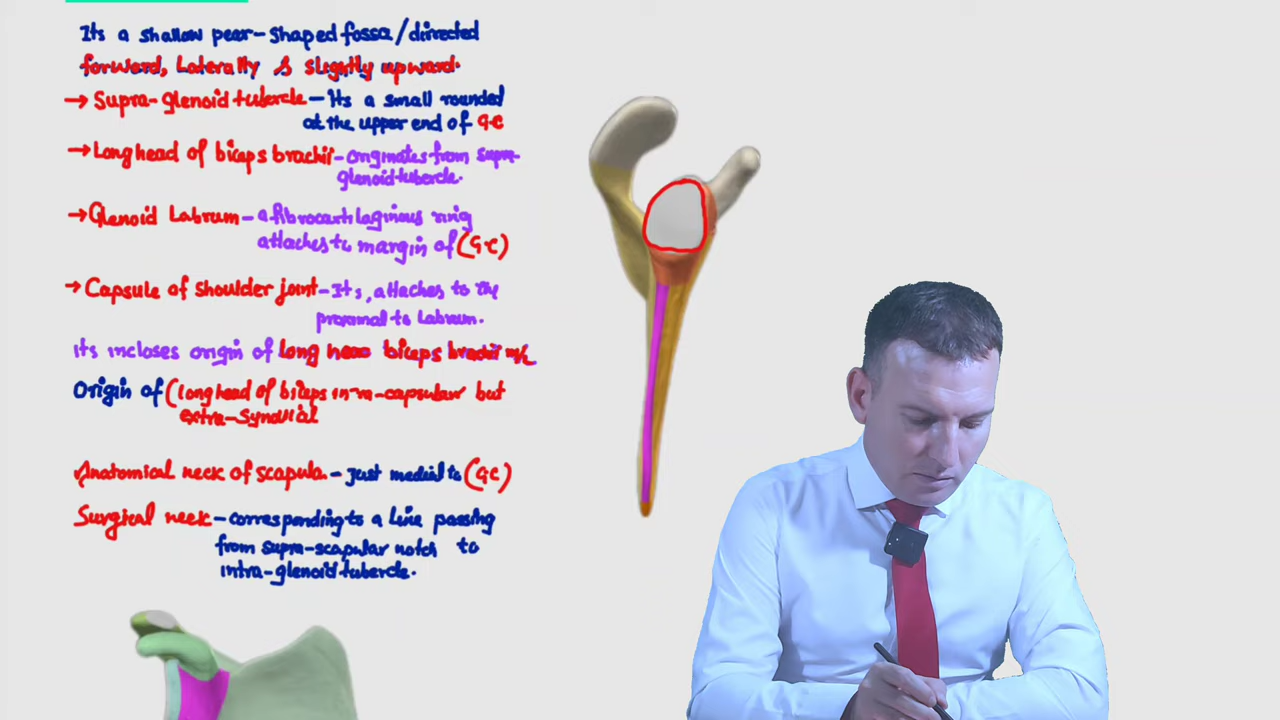 Its a shallow pear-shaped fossa/directed
forward, Laterally & slightly upward.
→ Supra-glenoid tubercle - Its a small rounded
at the upper end of GC
→ Long head of biceps brachii - originates from supra-
glenoid tubercle.
→ Glenoid Labrum - a fibrocartilaginous ring
attaches to margin of (GC)
→ Capsule of shoulder joint - Its, attaches to the
proximal to Labrum.
its incloses origin of long head biceps brachii
Origin of (long head of biceps intra-capsular but
extra-synovial
Anatomical neck of scapula - just medial to (GC)
Surgical neck - corresponding to a line passing
from supra-scapular notch to
intra-glenoid tubercle.